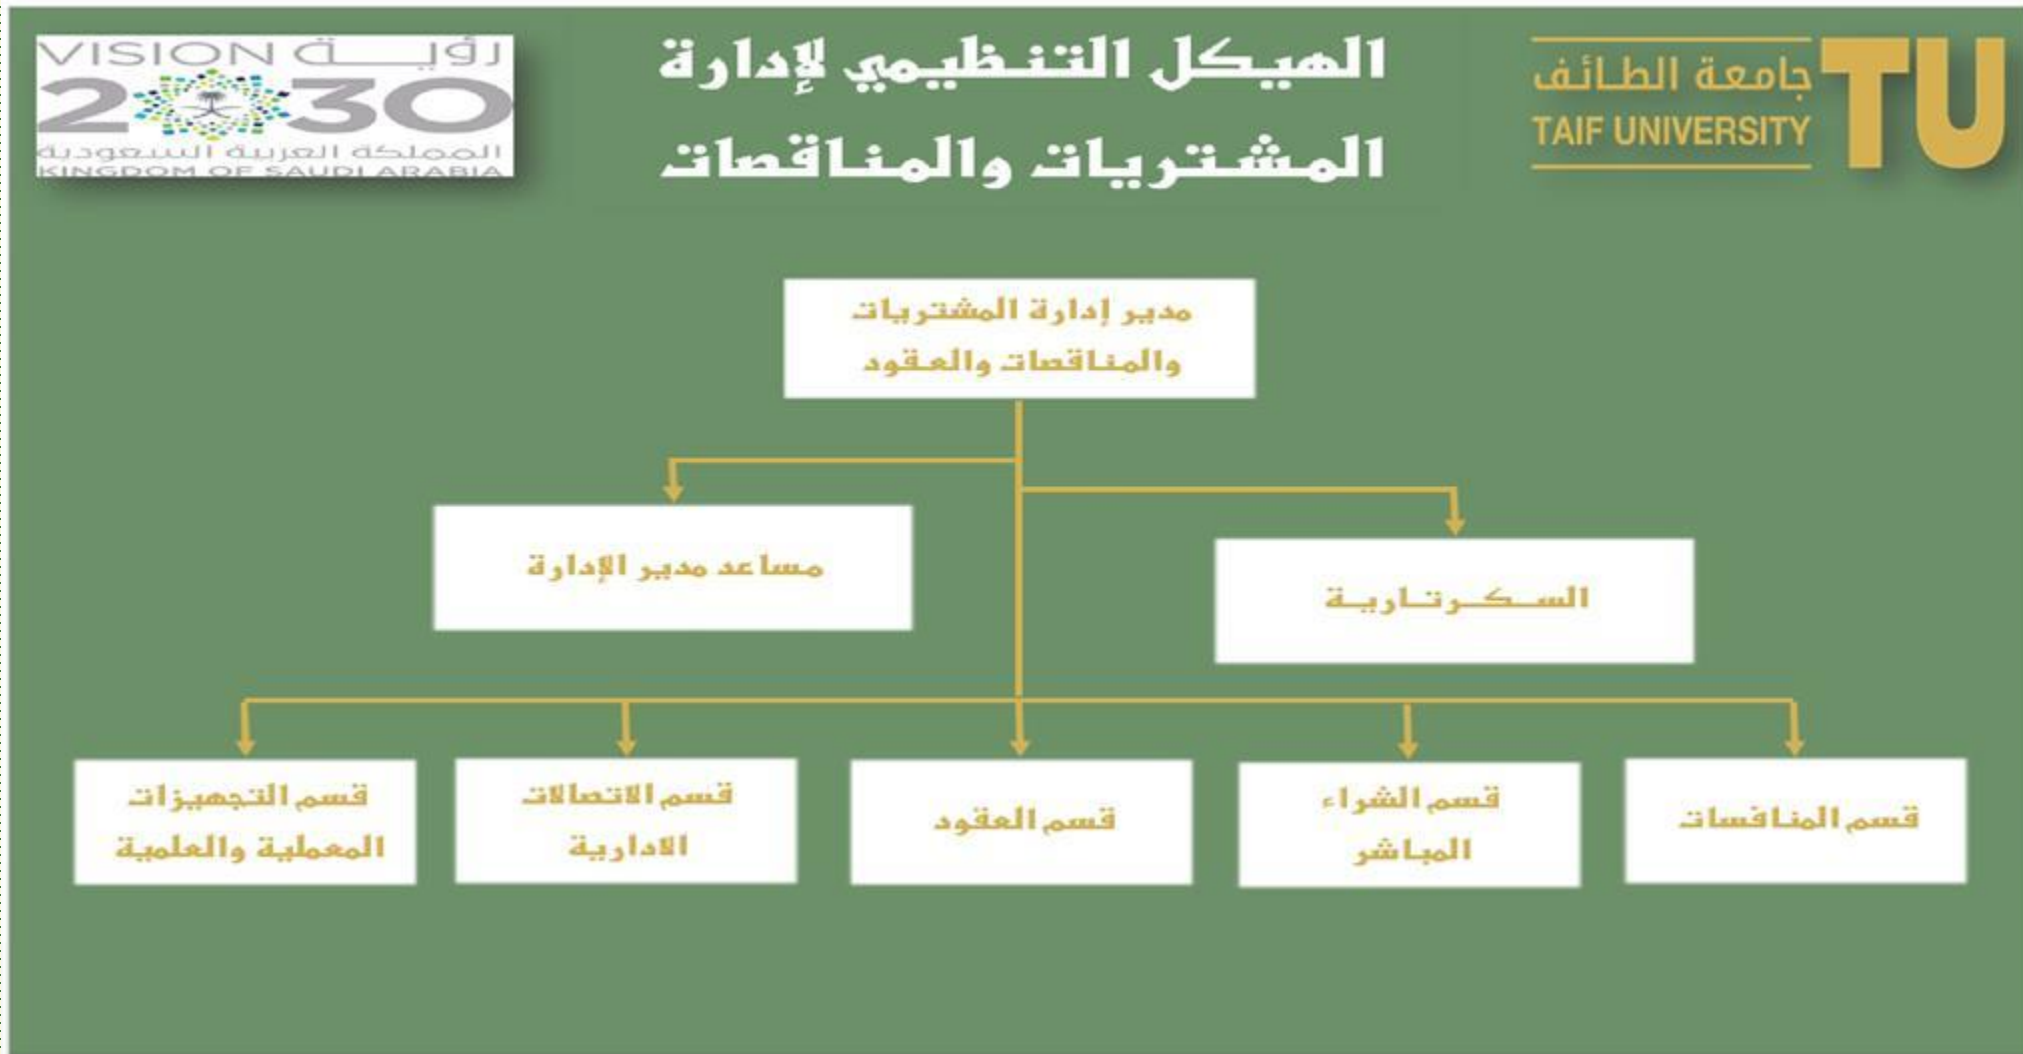 جامعة الطائف
TAIF UNIVERSITY
TU
الهيكل التنظيمي لإدارة
المشتريات والمناقصات
VISION رؤيــة
2030
المملكة العربية السعودية
KINGDOM OF SAUDI ARABIA
مدير إدارة المشتريات
والمناقصات والعقود
مساعد مدير الإدارة
الســكــرتــاريــة
قسم المنافسات
قسم الشراء
المباشر
قسم العقود
قسم الاتصالات
الادارية
قسم التجهيزات
المعملية والعلمية